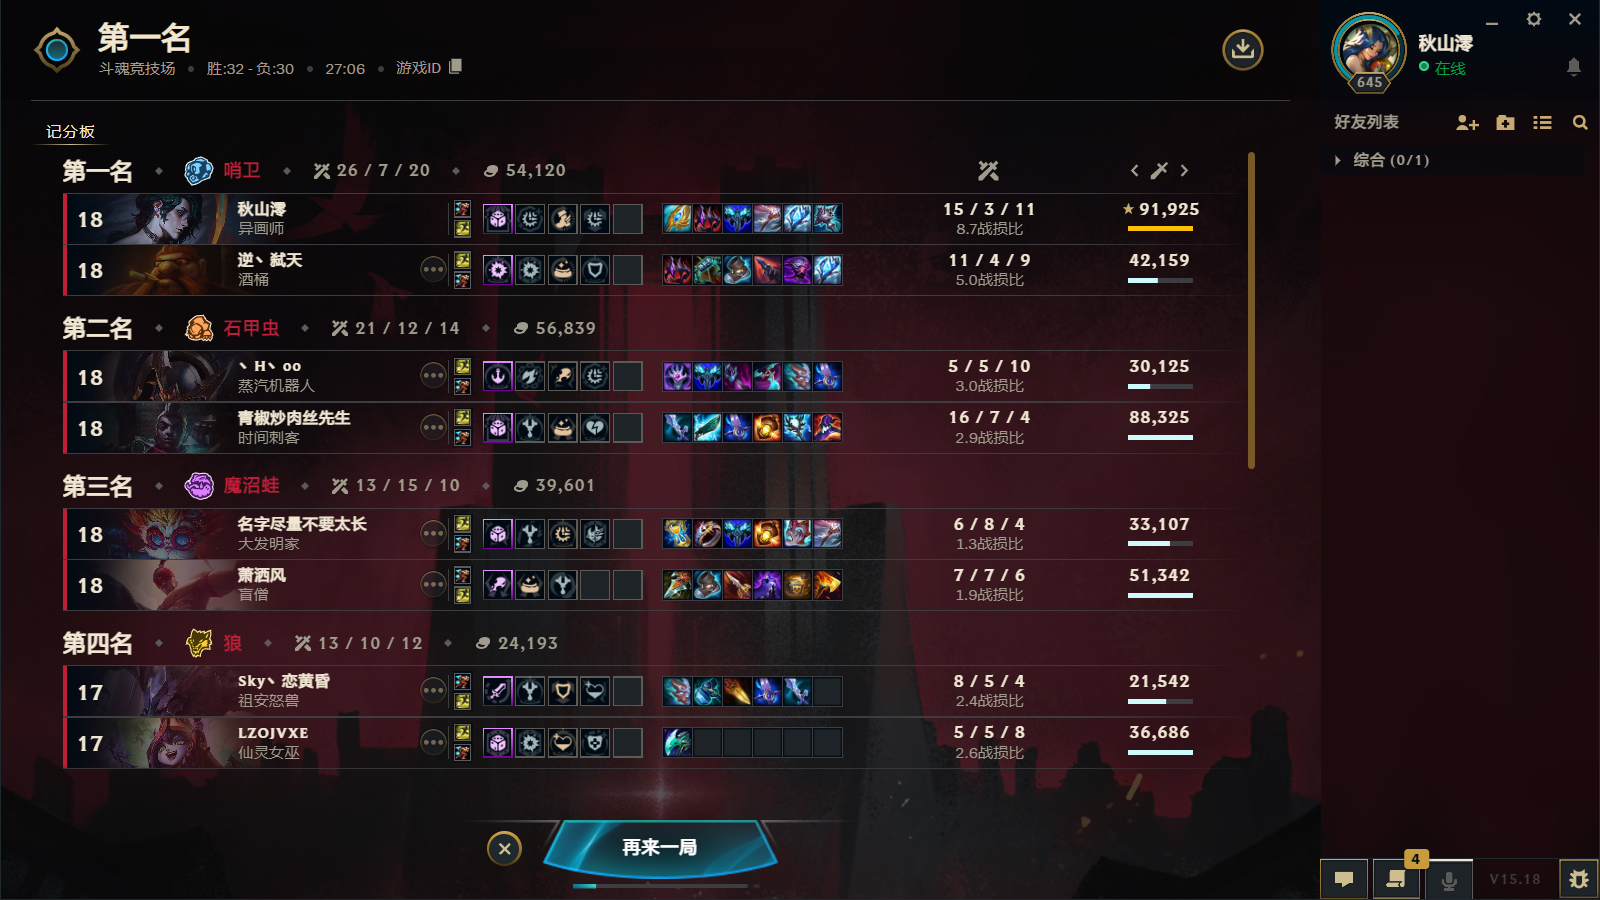 第一名
斗魂竞技场 • 胜:32 - 负:30 • 27:06 • 游戏ID
记分板
第一名 哨卫 26 / 7 / 20 54,120
18 秋山澪 15 / 3 / 11 91,925
异画师 8.7战损比
18 逆丶弑天 11 / 4 / 9 42,159
酒桶 5.0战损比
第二名 石甲虫 21 / 12 / 14 56,839
18 丶H丶oo 5 / 5 / 10 30,125
蒸汽机器人 3.0战损比
18 青椒炒肉丝先生 16 / 7 / 4 88,325
时间刺客 2.9战损比
第三名 魔沼蛙 13 / 15 / 10 39,601
18 名字尽量不要太长 6 / 8 / 4 33,107
大发明家 1.3战损比
18 萧洒风 7 / 7 / 6 51,342
盲僧 1.9战损比
第四名 狼 13 / 10 / 12 24,193
17 Sky丶恋黄昏 8 / 5 / 4 21,542
祖安怒兽 2.4战损比
17 LZOJVXE 5 / 5 / 8 36,686
仙灵女巫 2.6战损比
再来一局
秋山澪
在线
645
好友列表
综合 (0/1)
4
V15.18